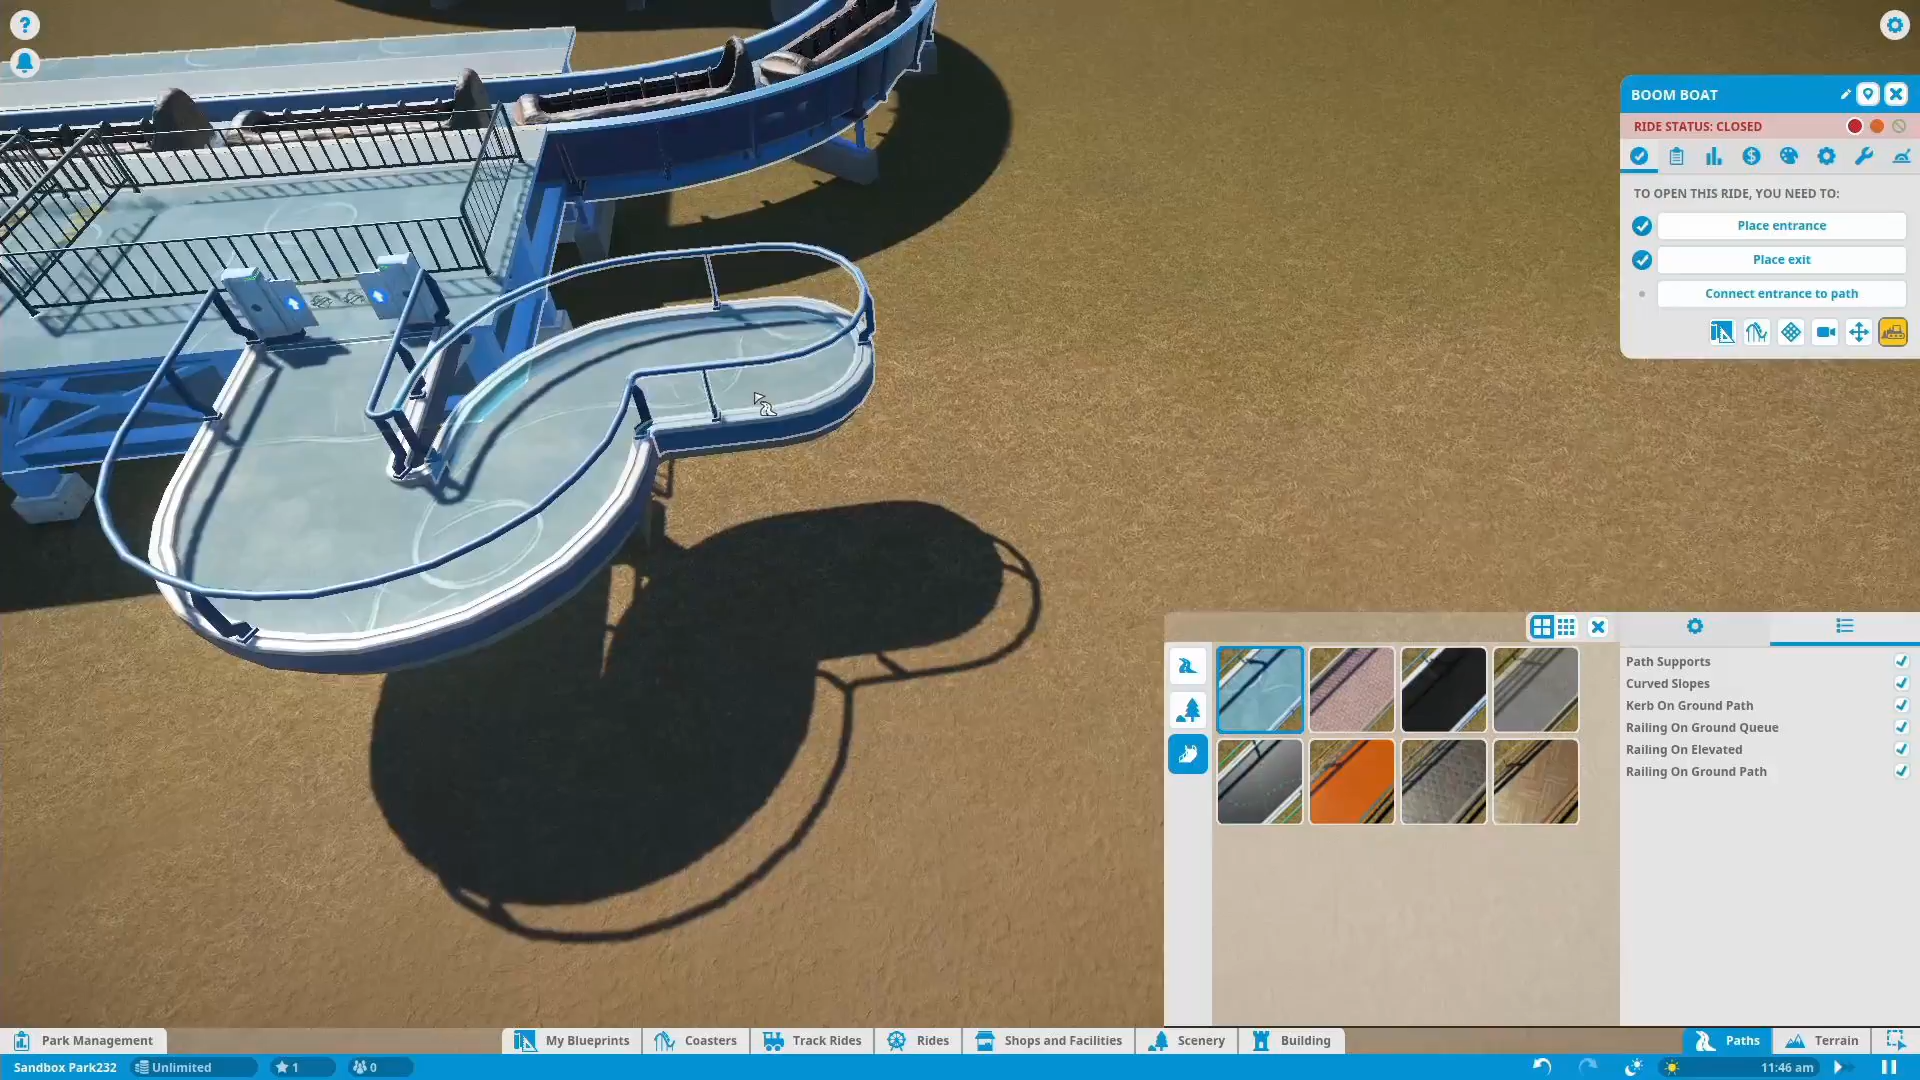 ?
BOOM BOAT
RIDE STATUS: CLOSED
TO OPEN THIS RIDE, YOU NEED TO:
Place entrance
Place exit
Connect entrance to path
Path Supports
Curved Slopes
Kerb On Ground Path
Railing On Ground Queue
Railing On Elevated
Railing On Ground Path
Park Management
My Blueprints
Coasters
Track Rides
Rides
Shops and Facilities
Scenery
Building
Paths
Terrain
Sandbox Park232
Unlimited
1
0
11:46 am